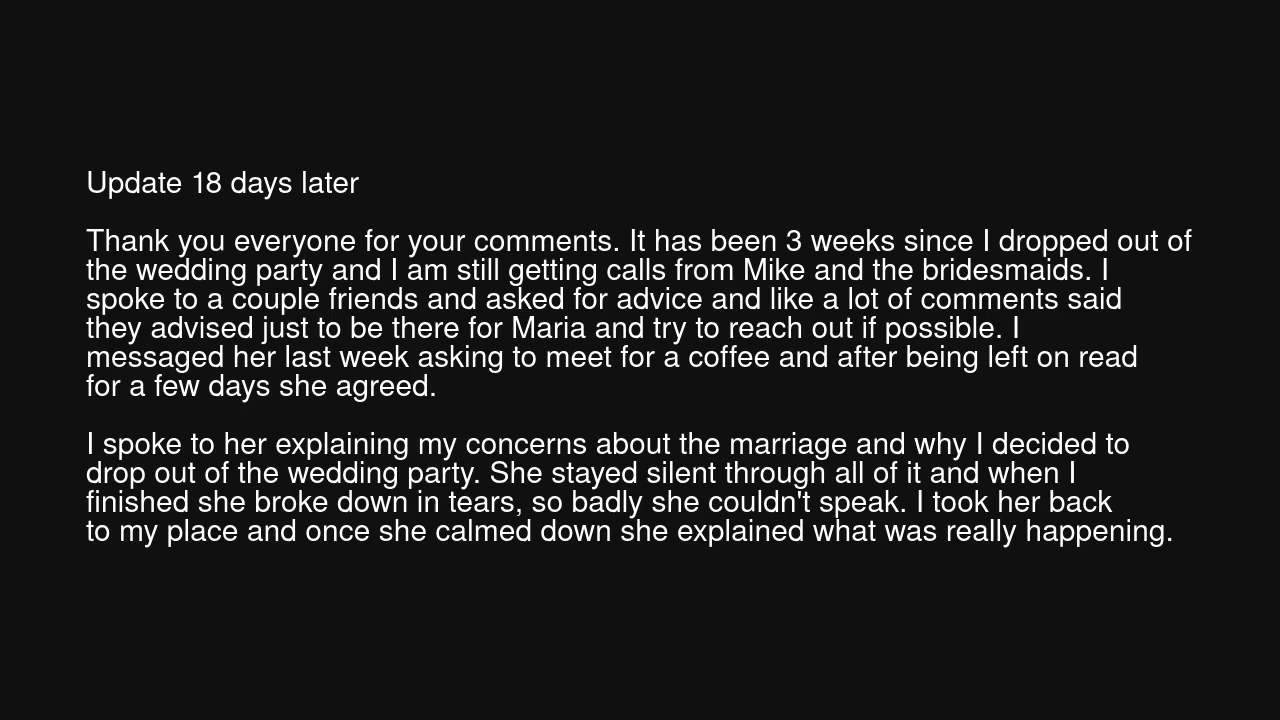 Update 18 days later
Thank you everyone for your comments. It has been 3 weeks since I dropped out of
the wedding party and I am still getting calls from Mike and the bridesmaids. I
spoke to a couple friends and asked for advice and like a lot of comments said
they advised just to be there for Maria and try to reach out if possible. I
messaged her last week asking to meet for a coffee and after being left on read
for a few days she agreed.
I spoke to her explaining my concerns about the marriage and why I decided to
drop out of the wedding party. She stayed silent through all of it and when I
finished she broke down in tears, so badly she couldn't speak. I took her back
to my place and once she calmed down she explained what was really happening.